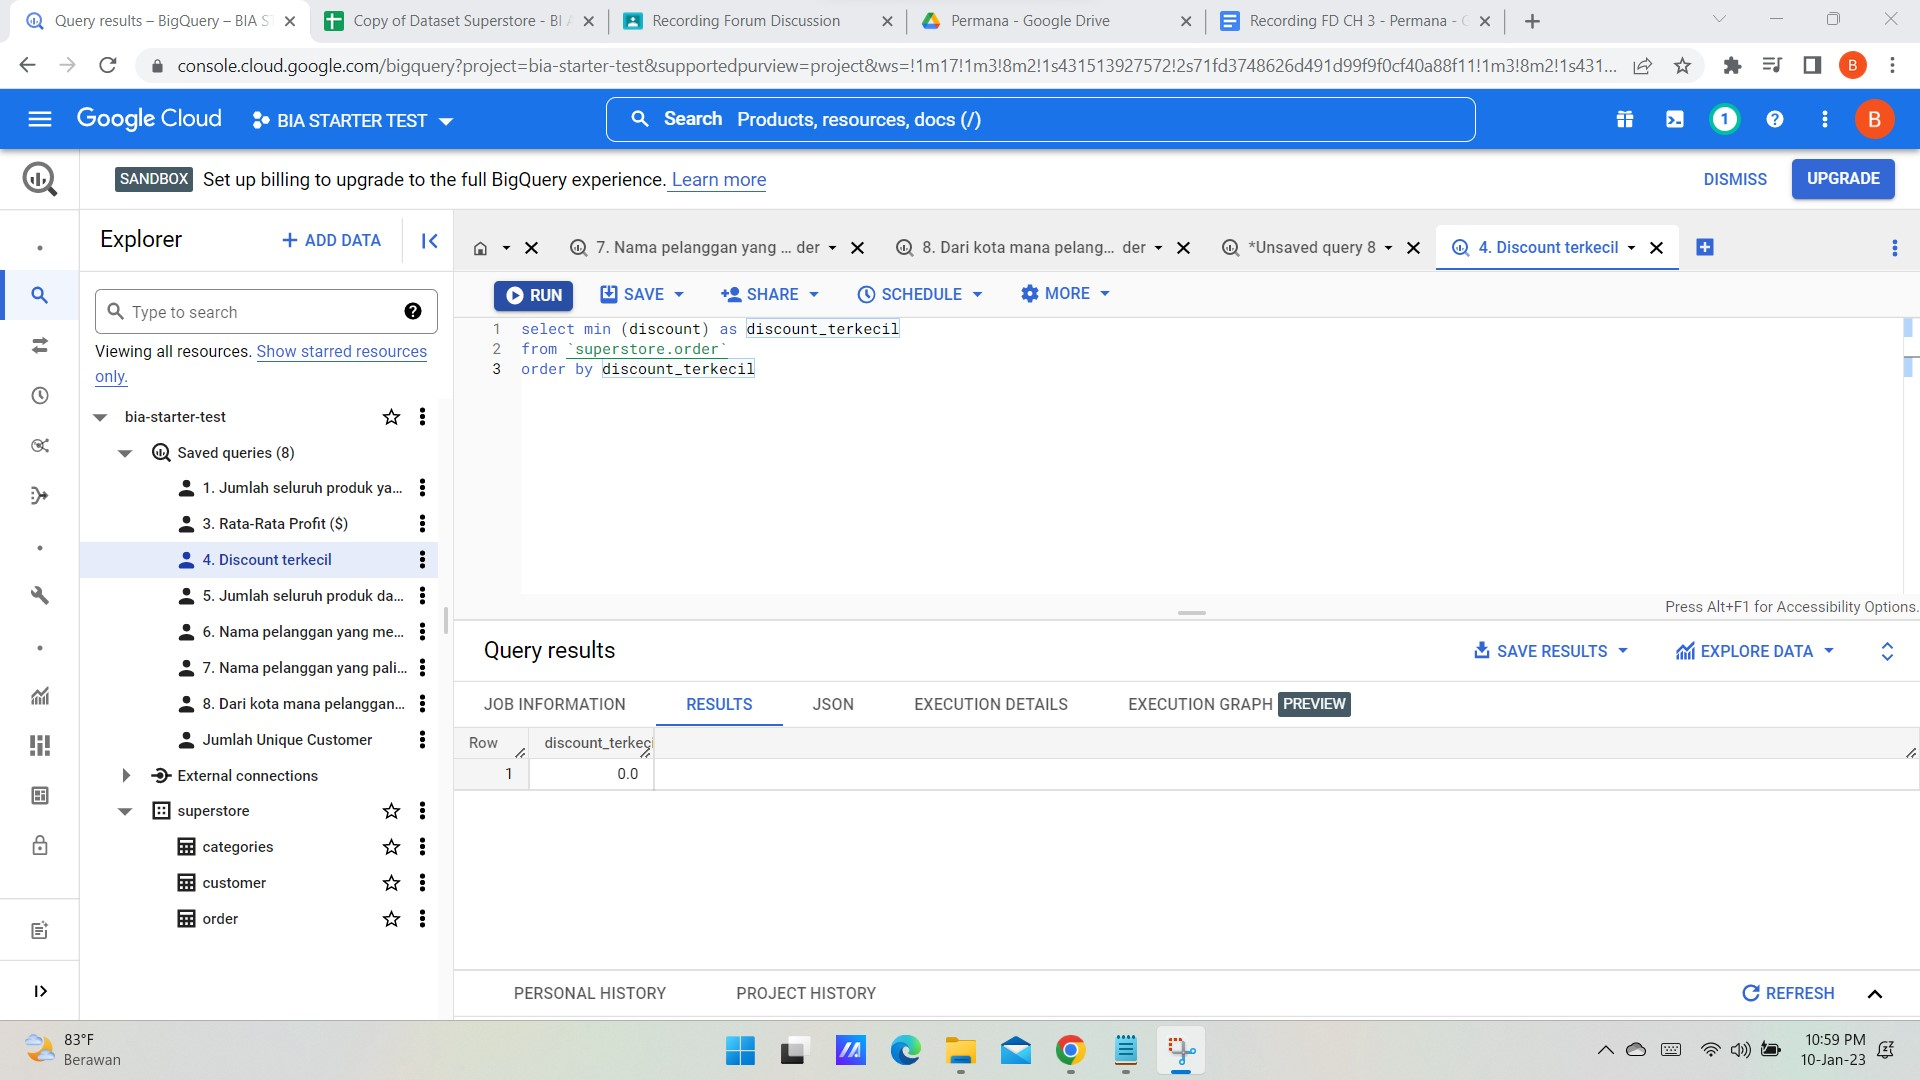 Query results – BigQuery – BIA S
Copy of Dataset Superstore - BI
Recording Forum Discussion
Permana - Google Drive
Recording FD CH 3 - Permana -
console.cloud.google.com/bigquery?project=bia-starter-test&supportedpurview=project&ws=!1m17!1m3!8m2!1s431513927572!2s71fd3748626d491d99f9f0cf40a88f11!1m3!8m2!1s431...
B
Google Cloud
BIA STARTER TEST
Search Products, resources, docs (/)
1
B
SANDBOX Set up billing to upgrade to the full BigQuery experience. Learn more
DISMISS
UPGRADE
Explorer
+ ADD DATA
7. Nama pelanggan yang ... der
8. Dari kota mana pelang... der
*Unsaved query 8
4. Discount terkecil
RUN
SAVE
SHARE
SCHEDULE
MORE
Type to search
Viewing all resources. Show starred resources
only.
1 select min (discount) as discount_terkecil
2 from `superstore.order`
3 order by discount_terkecil
bia-starter-test
Saved queries (8)
1. Jumlah seluruh produk ya...
3. Rata-Rata Profit ($)
4. Discount terkecil
5. Jumlah seluruh produk da...
6. Nama pelanggan yang me...
7. Nama pelanggan yang pali...
8. Dari kota mana pelanggan...
Jumlah Unique Customer
External connections
superstore
categories
customer
order
Press Alt+F1 for Accessibility Options.
Query results
SAVE RESULTS
EXPLORE DATA
JOB INFORMATION
RESULTS
JSON
EXECUTION DETAILS
EXECUTION GRAPH PREVIEW
Row discount_terkeci
1 0.0
PERSONAL HISTORY
PROJECT HISTORY
REFRESH
83°F
Berawan
10:59 PM
10-Jan-23